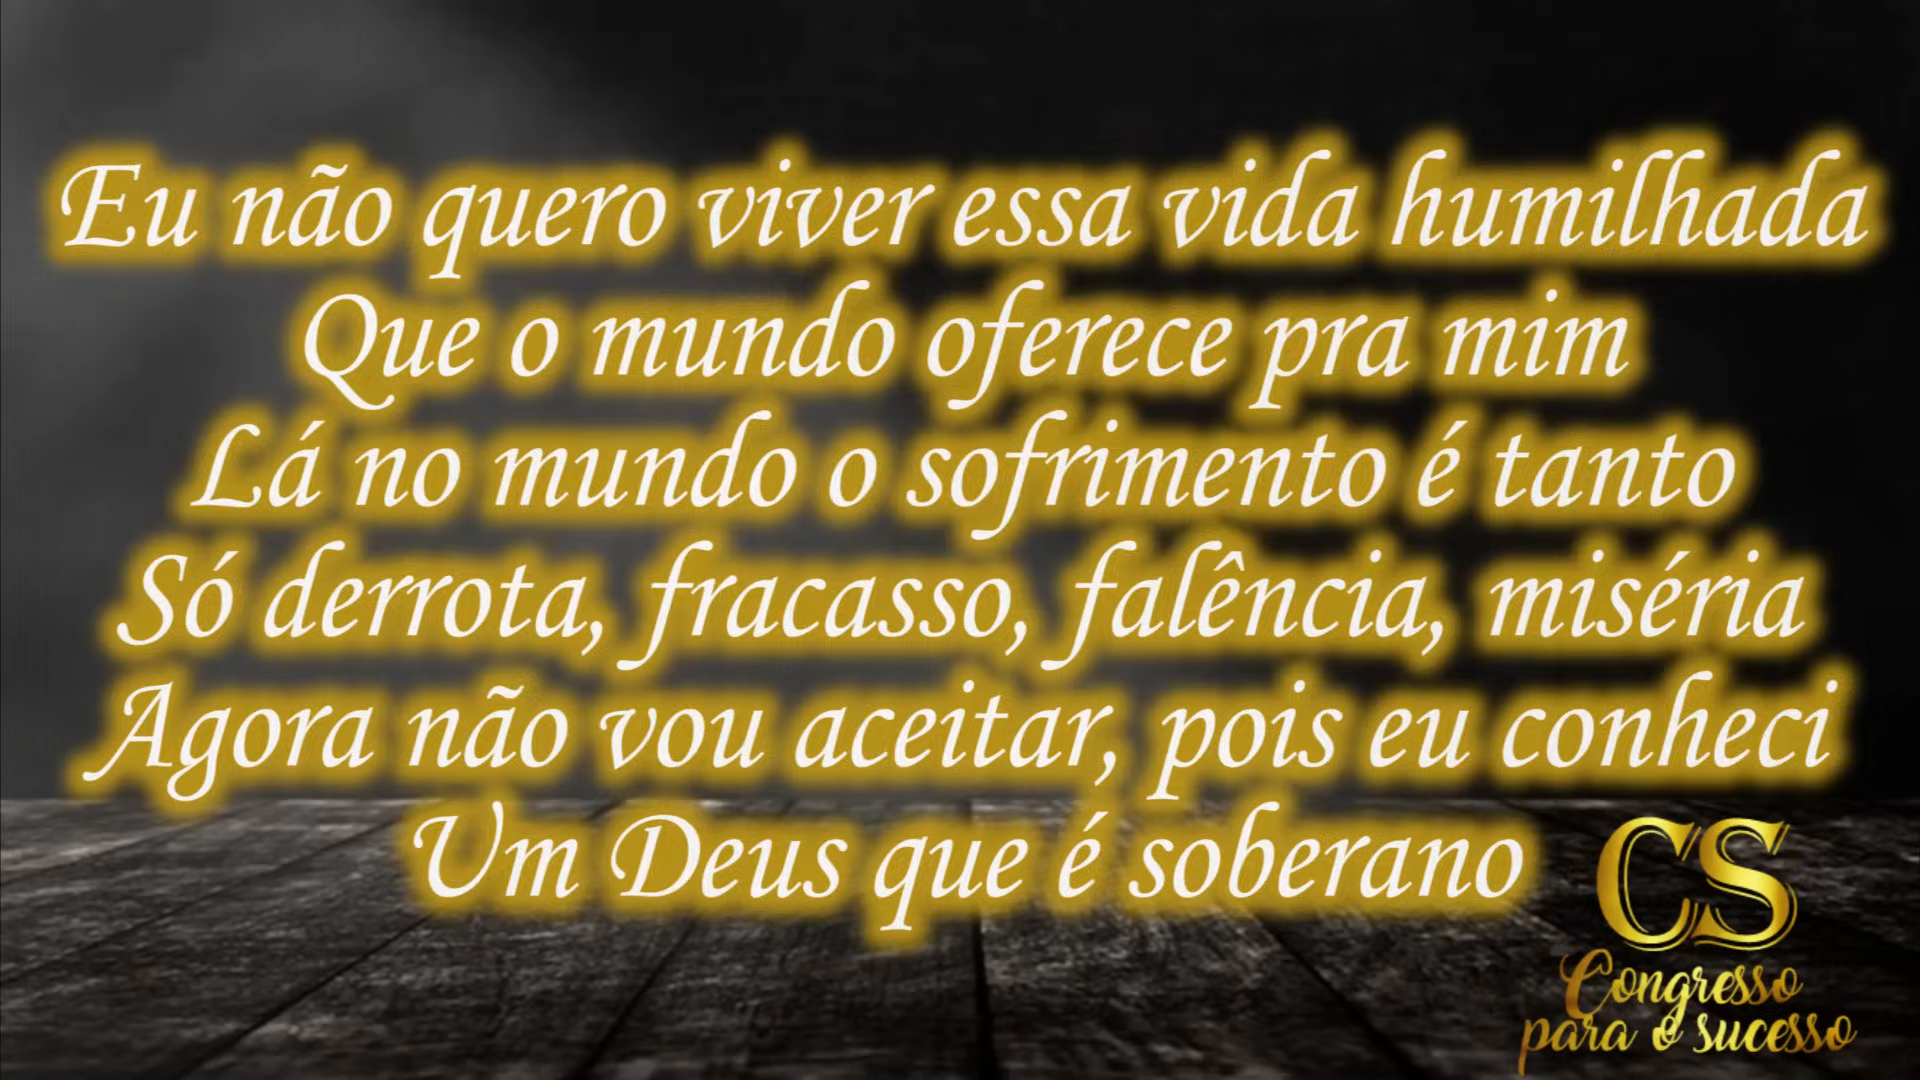 Eu não quero viver essa vida humilhada
Que o mundo oferece pra mim
Lá no mundo o sofrimento é tanto
Só derrota, fracasso, falência, miséria
Agora não vou aceitar, pois eu conheci
Um Deus que é soberano
CS
Congresso
para o sucesso